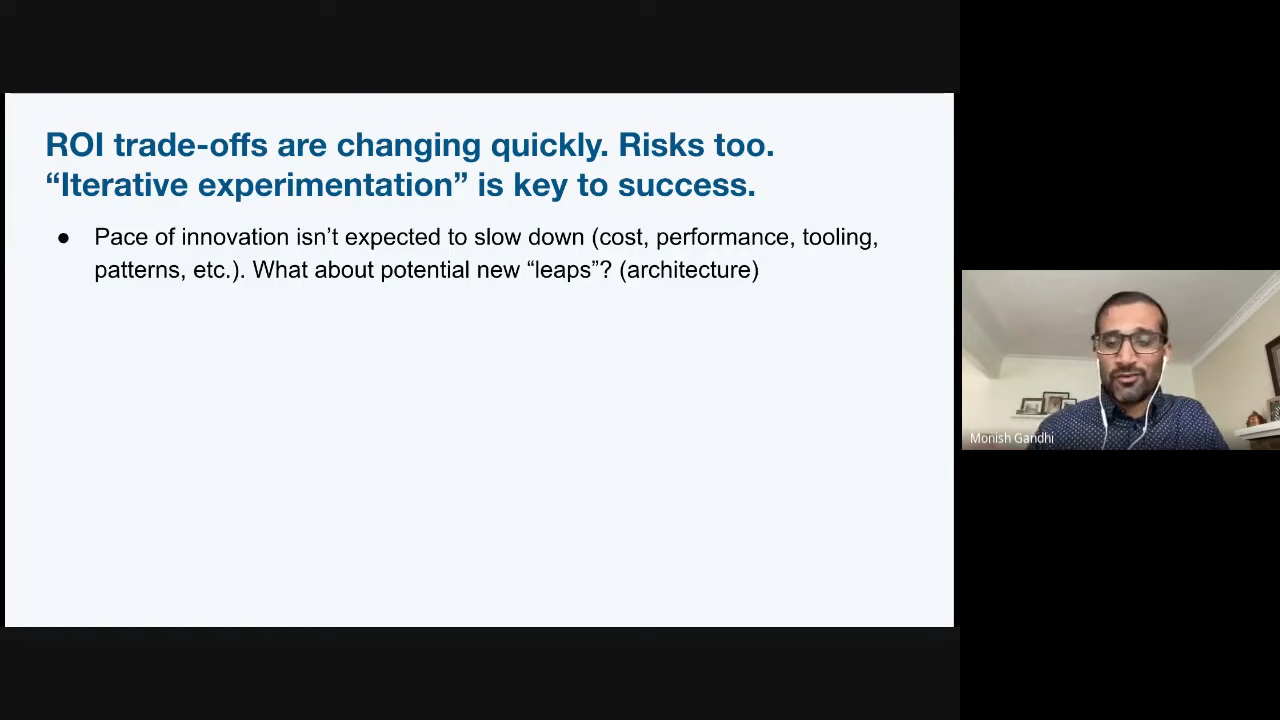 ROI trade-offs are changing quickly. Risks too.
“Iterative experimentation” is key to success.
● Pace of innovation isn’t expected to slow down (cost, performance, tooling,
patterns, etc.). What about potential new “leaps”? (architecture)
Monish Gandhi